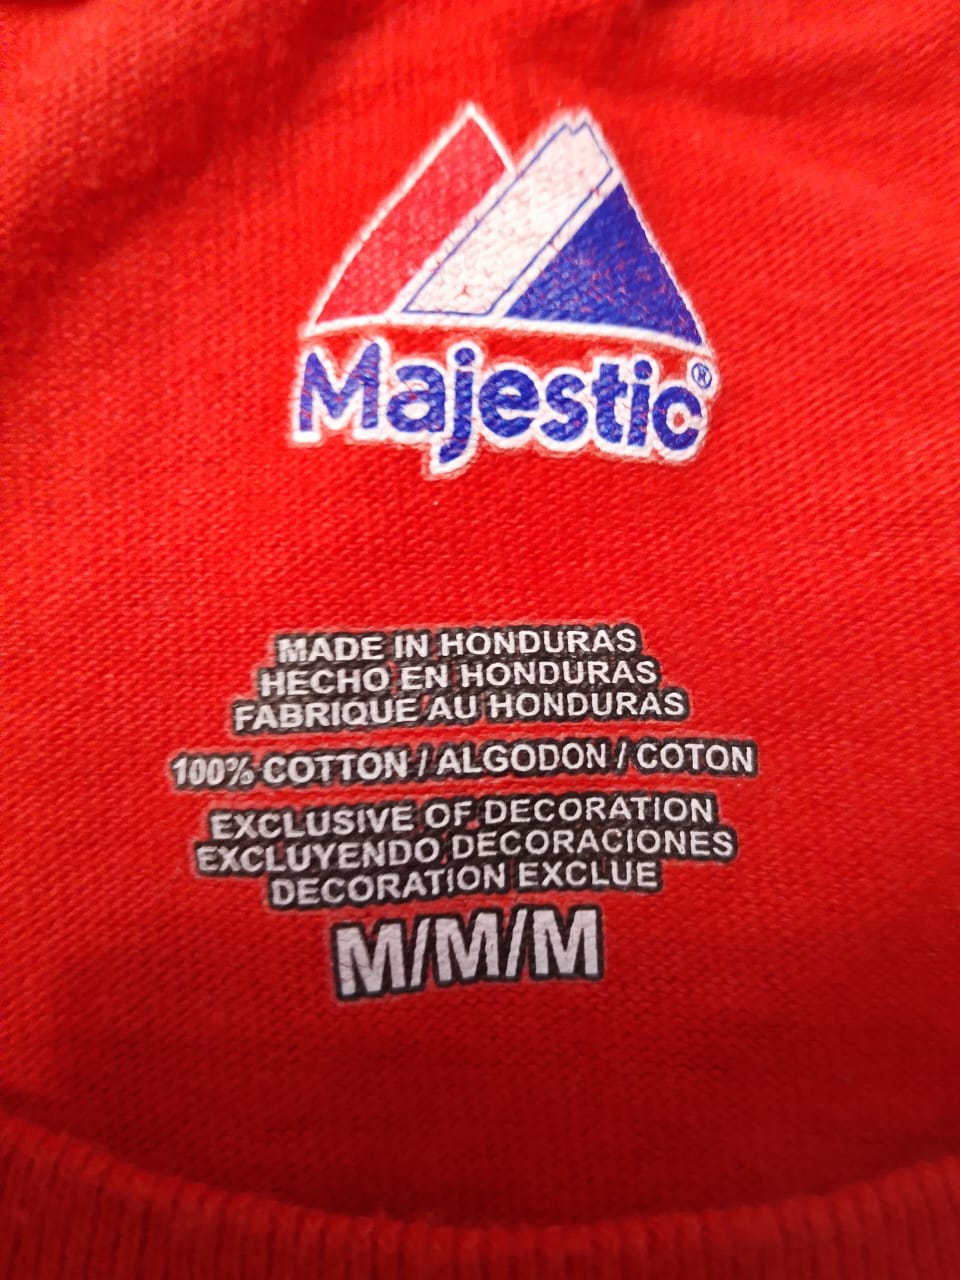 Majestic®
MADE IN HONDURAS
HECHO EN HONDURAS
FABRIQUE AU HONDURAS
100% COTTON / ALGODON / COTON
EXCLUSIVE OF DECORATION
EXCLUYENDO DECORACIONES
DECORATION EXCLUE
M/M/M